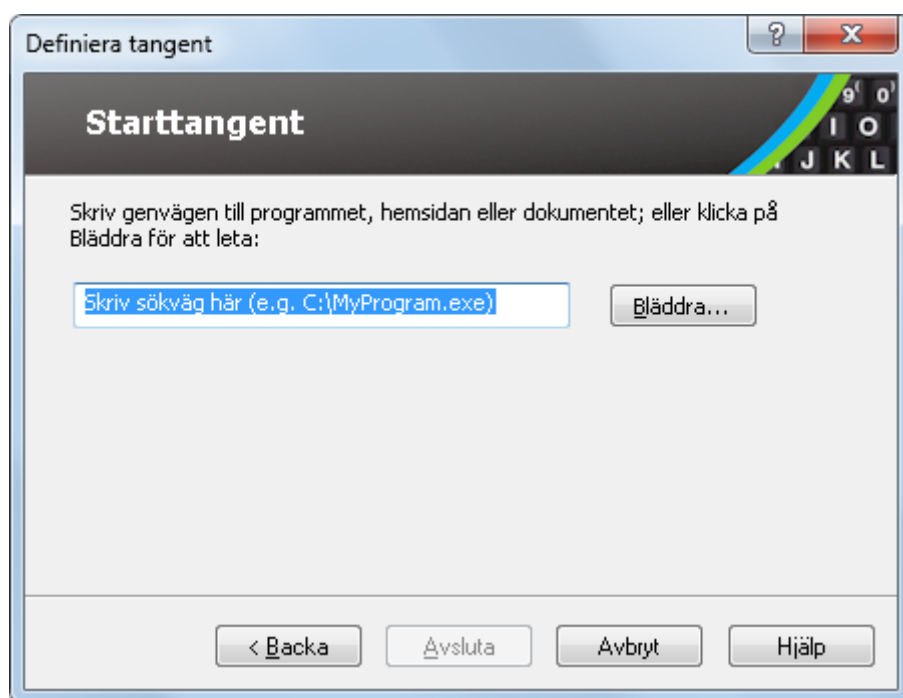 Definiera tangent
?
Starttangent
9( 0)
I O
J K L
Skriv genvägen till programmet, hemsidan eller dokumentet; eller klicka på
Bläddra för att leta:
Skriv sökväg här (e.g. C:\MyProgram.exe)
Bläddra...
< Backa
Avsluta
Avbryt
Hjälp